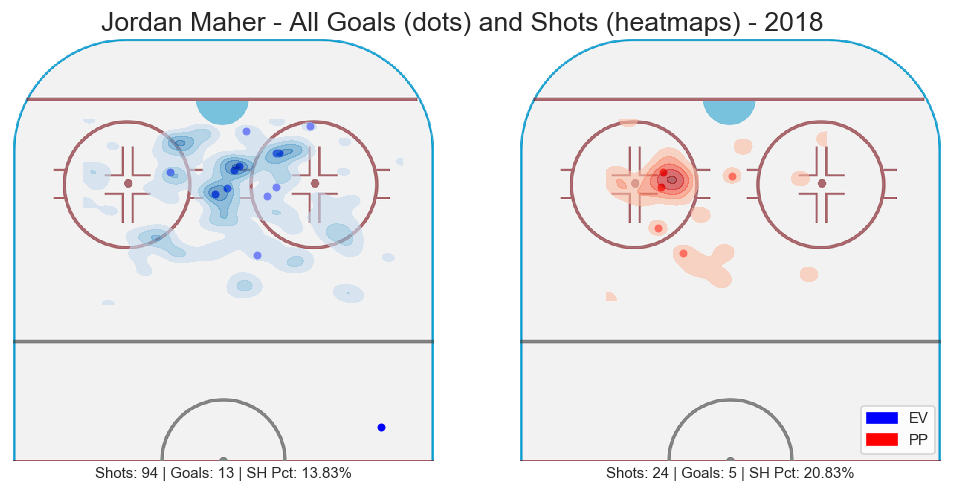 Jordan Maher - All Goals (dots) and Shots (heatmaps) - 2018
EV
PP
Shots: 94 | Goals: 13 | SH Pct: 13.83%
Shots: 24 | Goals: 5 | SH Pct: 20.83%